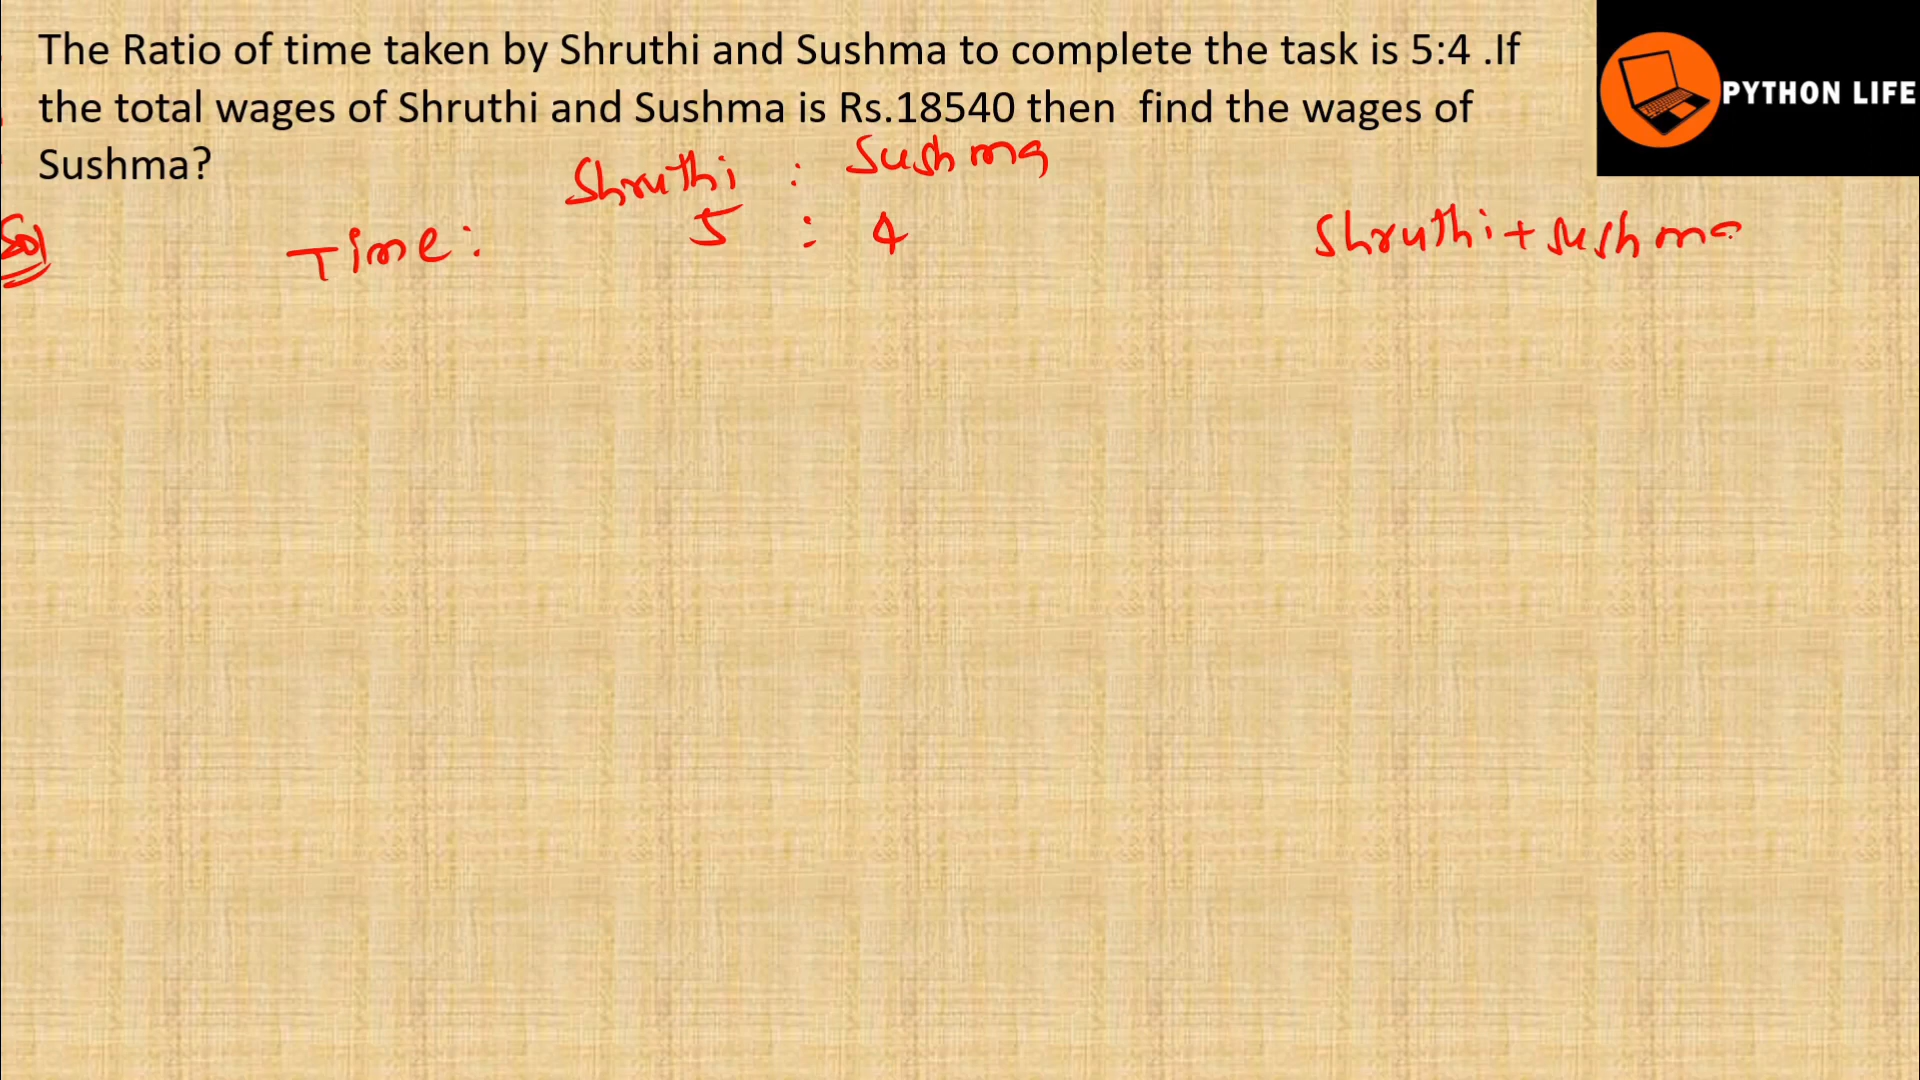 The Ratio of time taken by Shruthi and Sushma to complete the task is 5:4 .If
the total wages of Shruthi and Sushma is Rs.18540 then find the wages of
Sushma?
PYTHON LIFE
Shruthi : Sushma
Sol
Time: 5 : 4
Shruthi + Sushma